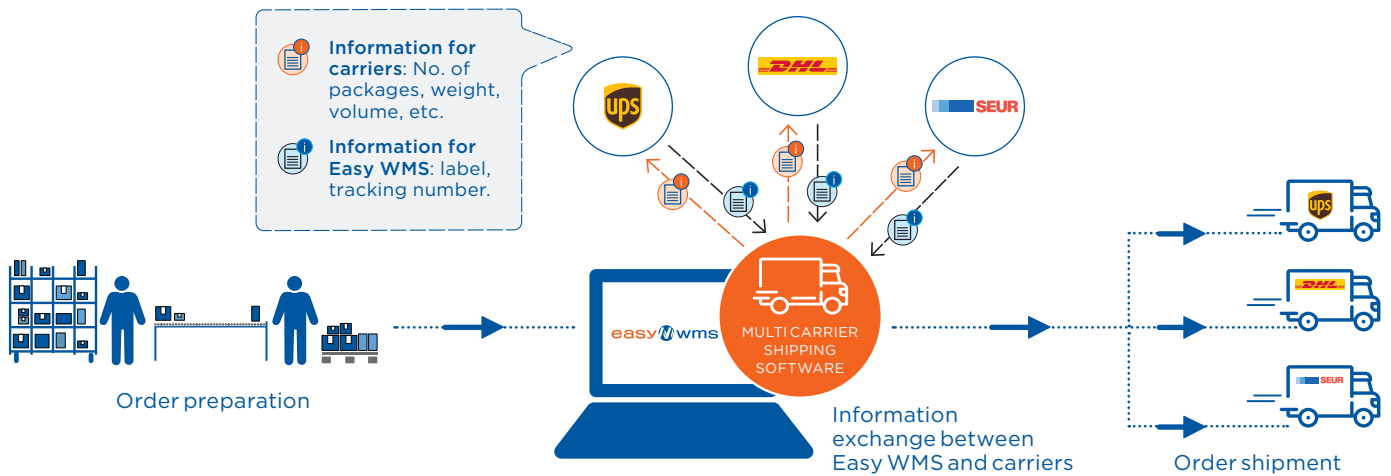 Information for
carriers: No. of
packages, weight,
volume, etc.
Information for
Easy WMS: label,
tracking number.
i
i
ups
DHL
SEUR
i
i
i
i
i
i
easy wms
MULTI CARRIER
SHIPPING
SOFTWARE
ups
DHL
SEUR
Order preparation
Information
exchange between
Easy WMS and carriers
Order shipment